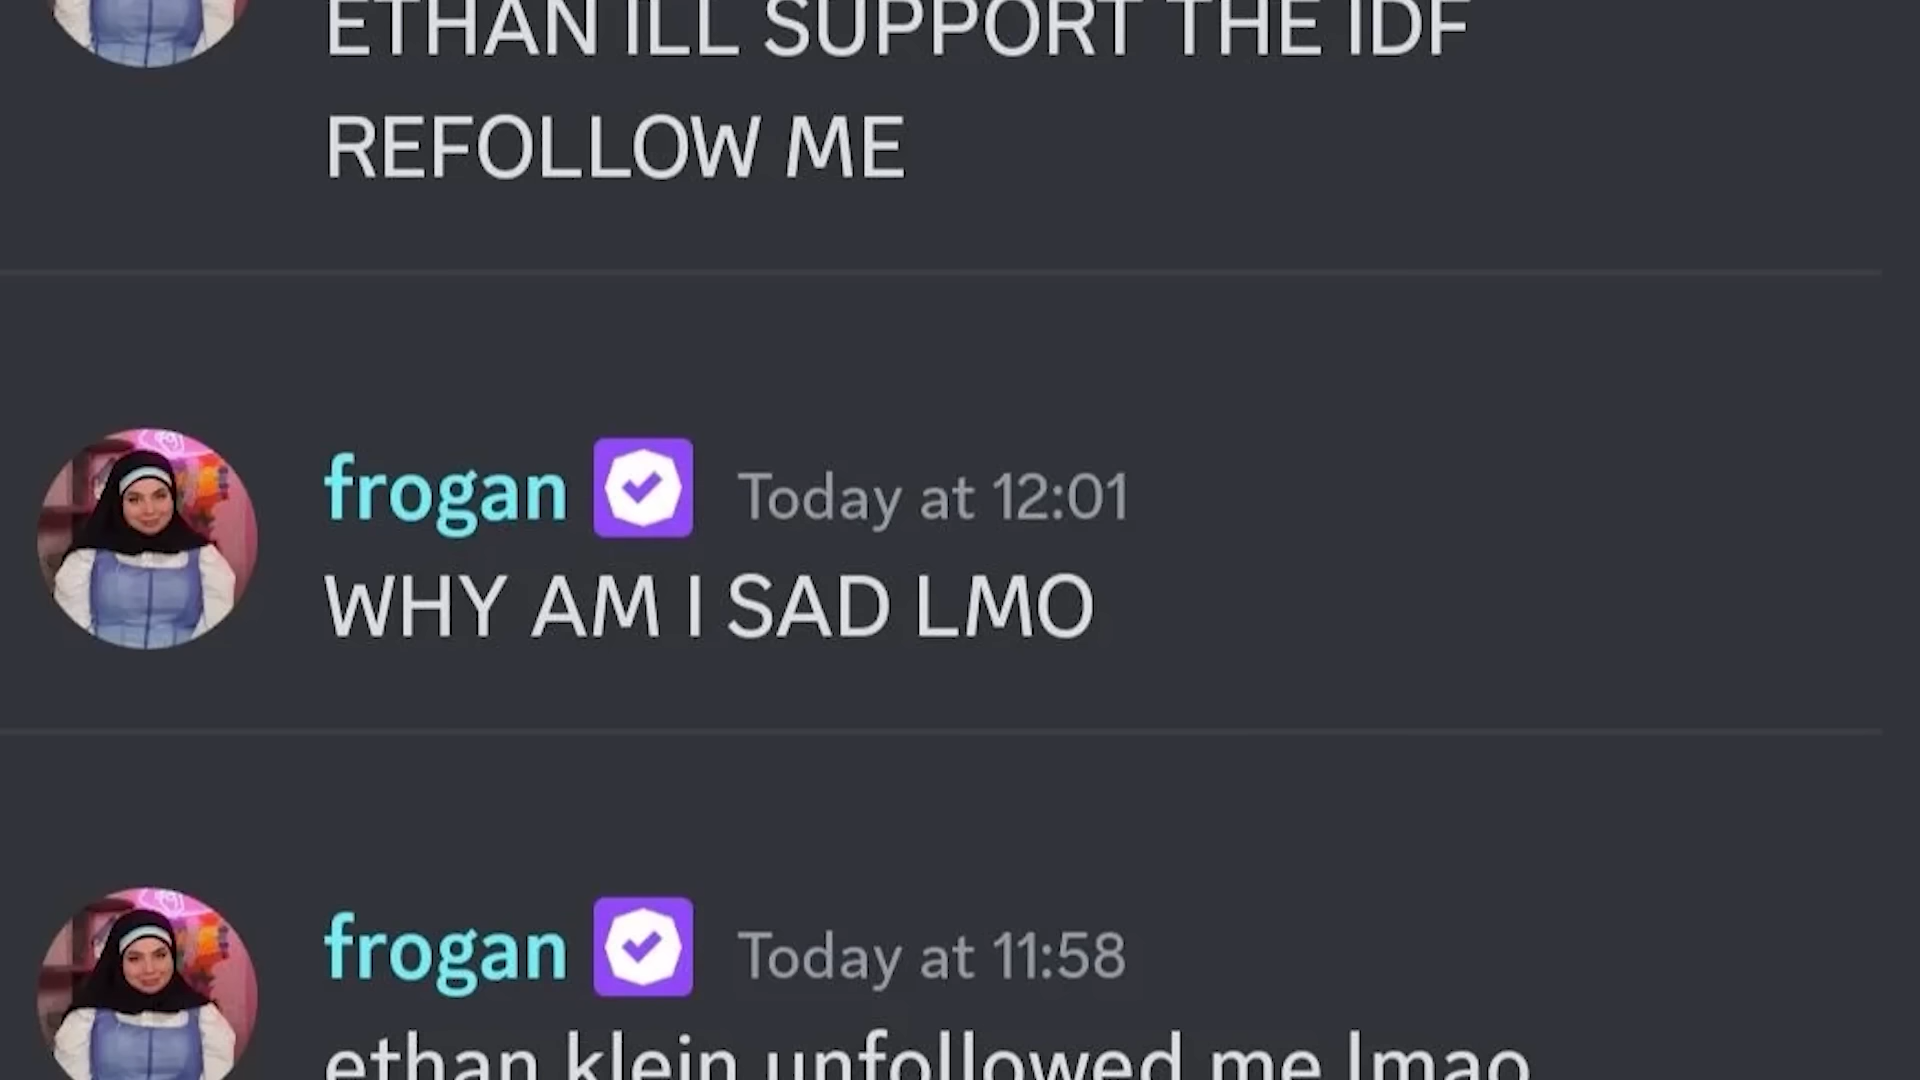 ETHAN ILL SUPPORT THE IDF
REFOLLOW ME
frogan Today at 12:01
WHY AM I SAD LMO
frogan Today at 11:58
ethan klein unfollowed me lmao